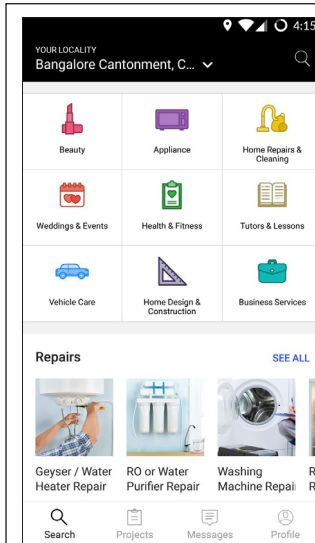 4:15
YOUR LOCALITY
Bangalore Cantonment, C...
Beauty
Appliance
Home Repairs &
Cleaning
Weddings & Events
Health & Fitness
Tutors & Lessons
Vehicle Care
Home Design &
Construction
Business Services
Repairs
SEE ALL
Geyser / Water
Heater Repair
RO or Water
Purifier Repair
Washing
Machine Repai
R
R
Search
Projects
Messages
Profile